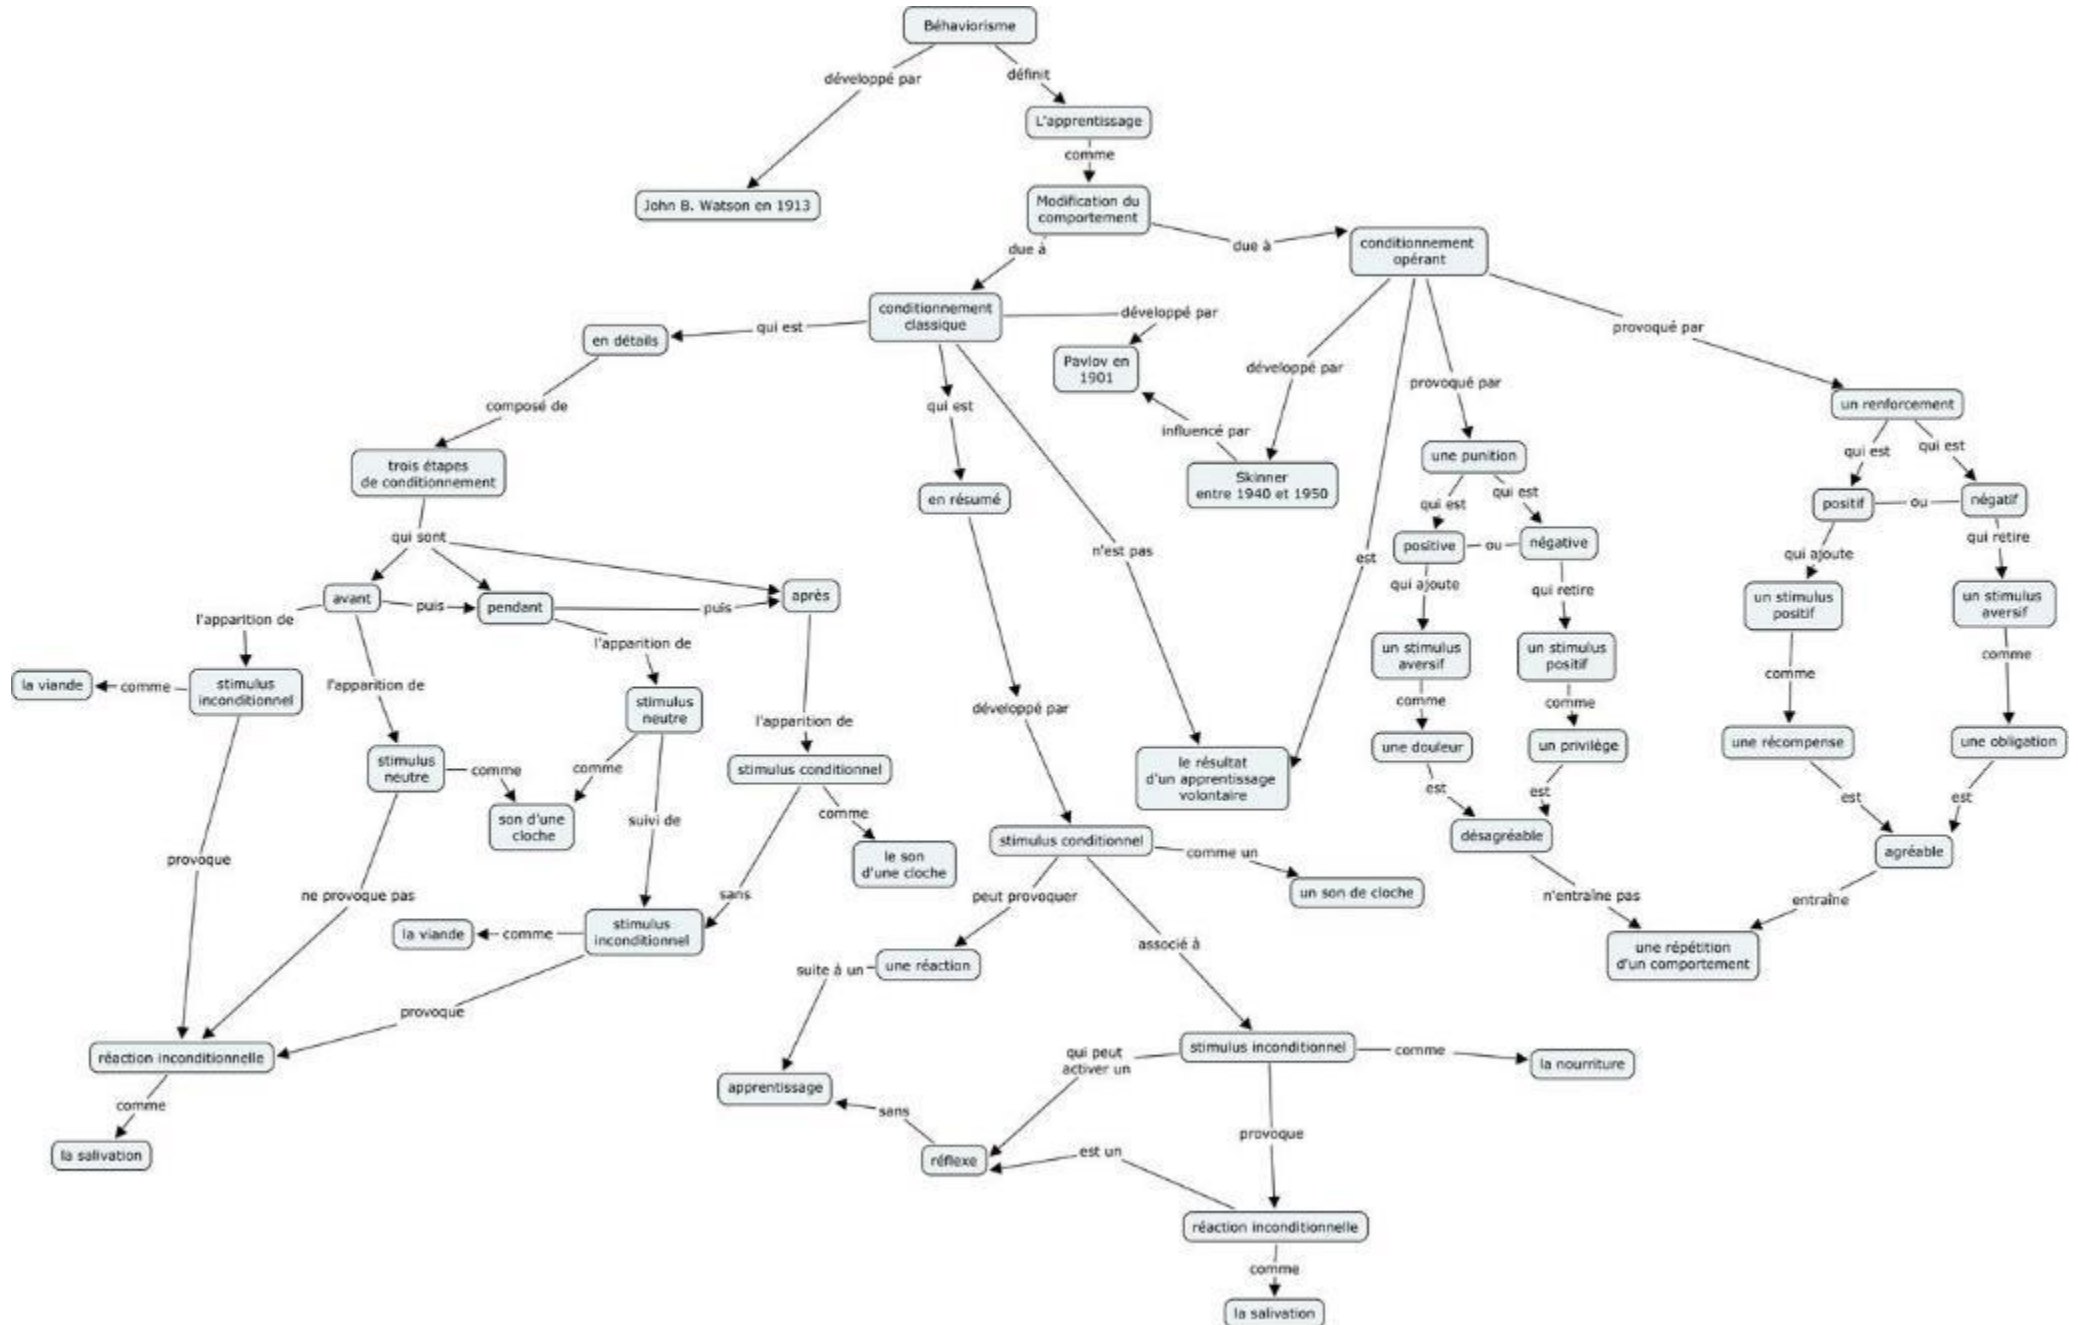 Béhaviorisme
développé par
définit
L'apprentissage
comme
John B. Watson en 1913
Modification du
comportement
due à
due à
conditionnement
opérant
conditionnement
classique
qui est
en détails
développé par
Pavlov en
1901
provoqué par
développé par
provoqué par
composé de
qui est
influencé par
un renforcement
qui est
qui est
trois étapes
de conditionnement
en résumé
Skinner
entre 1940 et 1950
une punition
qui est
qui est
positif
ou
négatif
qui sont
n'est pas
est
positive
ou
négative
qui ajoute
qui retire
qui ajoute
qui retire
avant
puis
pendant
puis
après
un stimulus
positif
un stimulus
aversif
l'apparition de
l'apparition de
un stimulus
aversif
un stimulus
positif
comme
comme
la viande
comme
stimulus
inconditionnel
l'apparition de
stimulus
neutre
l'apparition de
développé par
comme
comme
stimulus
neutre
comme
comme
son d'une
cloche
stimulus conditionnel
le résultat
d'un apprentissage
volontaire
une douleur
un privilège
une récompense
une obligation
est
est
est
est
suivi de
comme
le son
d'une cloche
stimulus conditionnel
comme un
un son de cloche
désagréable
agréable
provoque
ne provoque pas
sans
peut provoquer
n'entraîne pas
entraîne
la viande
comme
stimulus
inconditionnel
associé à
une répétition
d'un comportement
suite à un
une réaction
provoque
réaction inconditionnelle
qui peut
activer un
stimulus inconditionnel
comme
la nourriture
comme
apprentissage
sans
provoque
la salivation
réflexe
est un
réaction inconditionnelle
comme
la salivation